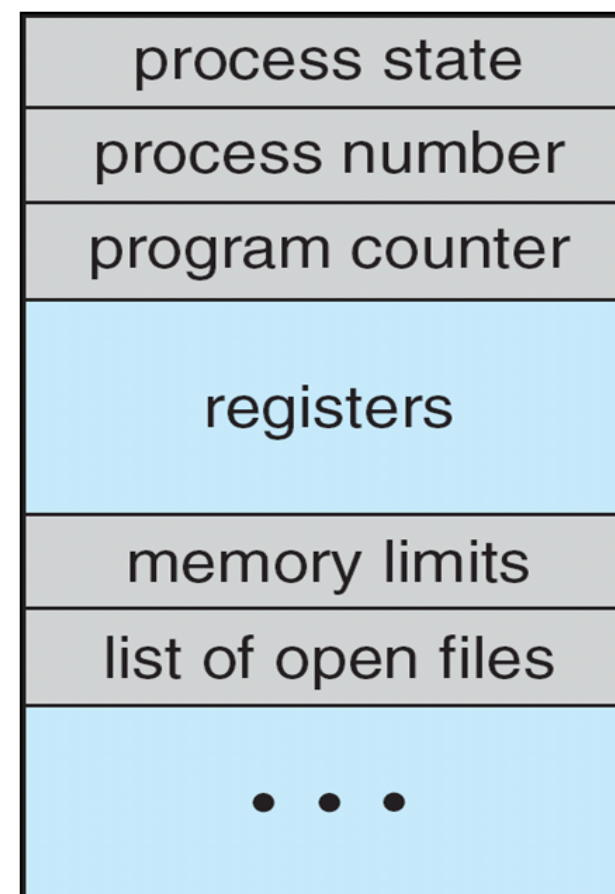 process state
process number
program counter
registers
memory limits
list of open files
• • •